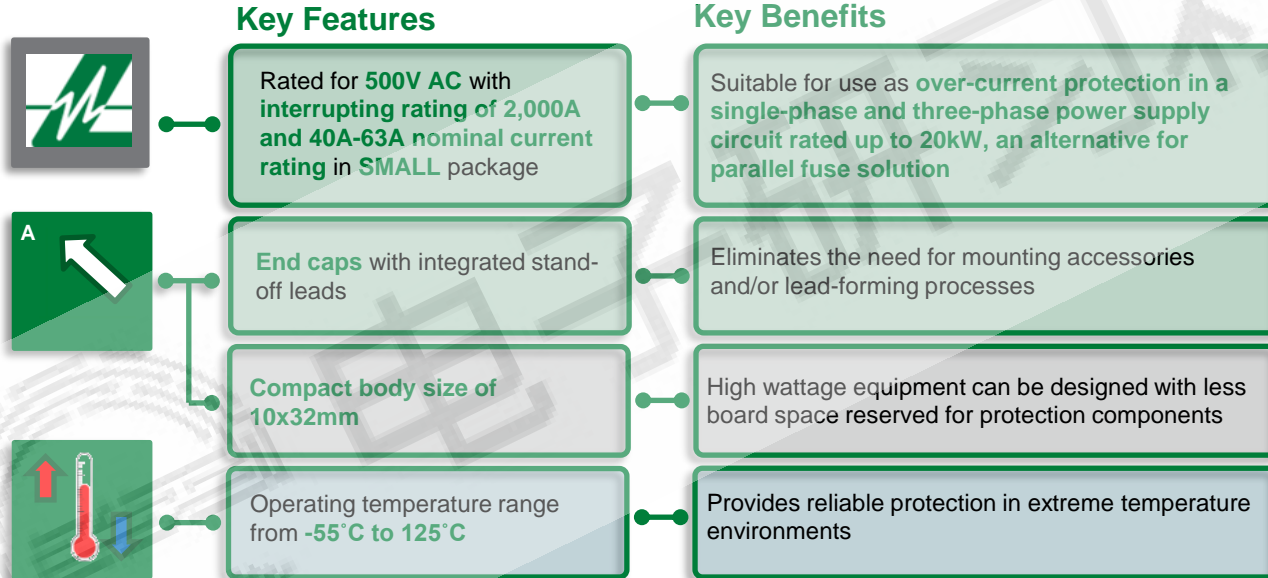 Key Features
Key Benefits
Rated for 500V AC with
interrupting rating of 2,000A
and 40A-63A nominal current
rating in SMALL package
Suitable for use as over-current protection in a
single-phase and three-phase power supply
circuit rated up to 20kW, an alternative for
parallel fuse solution
A
End caps with integrated stand-
off leads
Eliminates the need for mounting accessories
and/or lead-forming processes
Compact body size of
10x32mm
High wattage equipment can be designed with less
board space reserved for protection components
Operating temperature range
from -55˚C to 125˚C
Provides reliable protection in extreme temperature
environments
电子研习